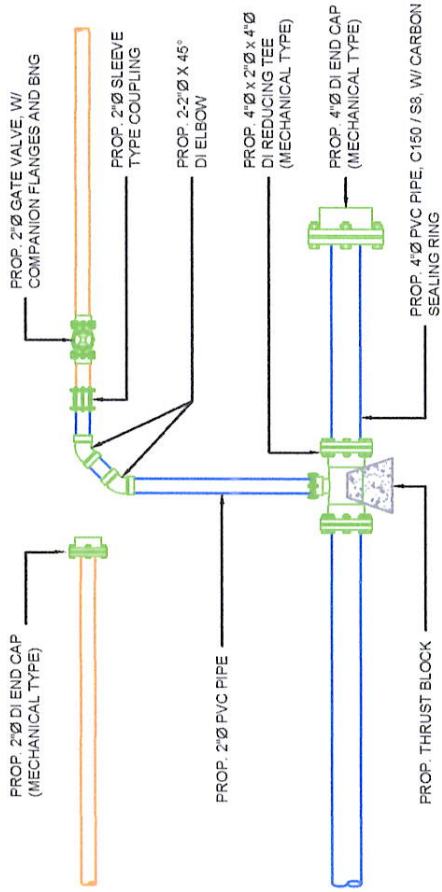 PROP. 2"Ø DI END CAP
(MECHANICAL TYPE)
PROP. 2"Ø GATE VALVE, W/
COMPANION FLANGES AND BNG
PROP. 2"Ø SLEEVE
TYPE COUPLING
PROP. 2-2"Ø X 45°
DI ELBOW
PROP. 2"Ø PVC PIPE
PROP. 4"Ø x 2"Ø x 4"Ø
DI REDUCING TEE
(MECHANICAL TYPE)
PROP. 4"Ø DI END CAP
(MECHANICAL TYPE)
PROP. THRUST BLOCK
PROP. 4"Ø PVC PIPE, C150 / S8, W/ CARBON
SEALING RING